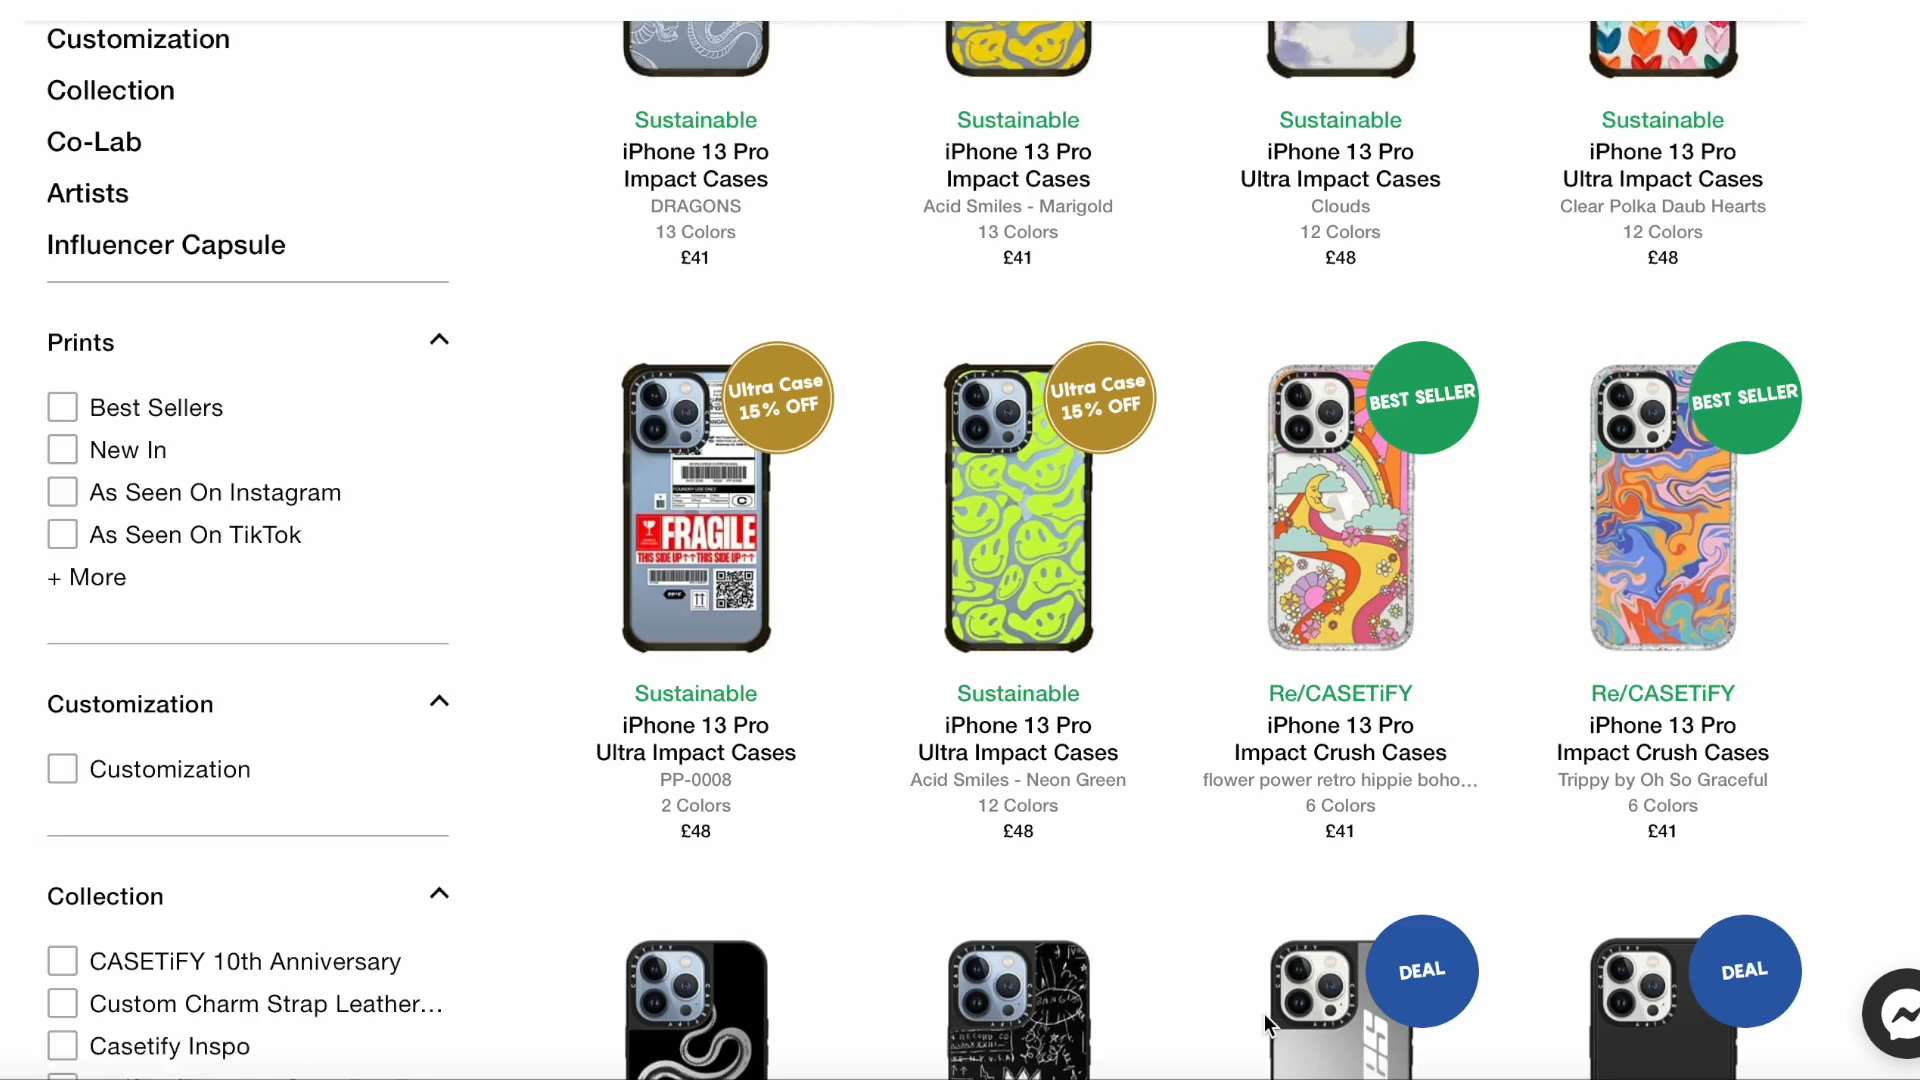 Customization
Collection
Co-Lab
Artists
Influencer Capsule
Prints
Best Sellers
New In
As Seen On Instagram
As Seen On TikTok
+ More
Customization
Customization
Collection
CASETiFY 10th Anniversary
Custom Charm Strap Leather...
Casetify Inspo
Sustainable
iPhone 13 Pro
Impact Cases
DRAGONS
13 Colors
£41
Sustainable
iPhone 13 Pro
Impact Cases
Acid Smiles - Marigold
13 Colors
£41
Sustainable
iPhone 13 Pro
Ultra Impact Cases
Clouds
12 Colors
£48
Sustainable
iPhone 13 Pro
Ultra Impact Cases
Clear Polka Daub Hearts
12 Colors
£48
Ultra Case
15% OFF
FRAGILE
THIS SIDE UP↑↑THIS SIDE UP↑↑
Sustainable
iPhone 13 Pro
Ultra Impact Cases
PP-0008
2 Colors
£48
Ultra Case
15% OFF
Sustainable
iPhone 13 Pro
Ultra Impact Cases
Acid Smiles - Neon Green
12 Colors
£48
BEST SELLER
Re/CASETiFY
iPhone 13 Pro
Impact Crush Cases
flower power retro hippie boho...
6 Colors
£41
BEST SELLER
Re/CASETiFY
iPhone 13 Pro
Impact Crush Cases
Trippy by Oh So Graceful
6 Colors
£41
DEAL
DEAL